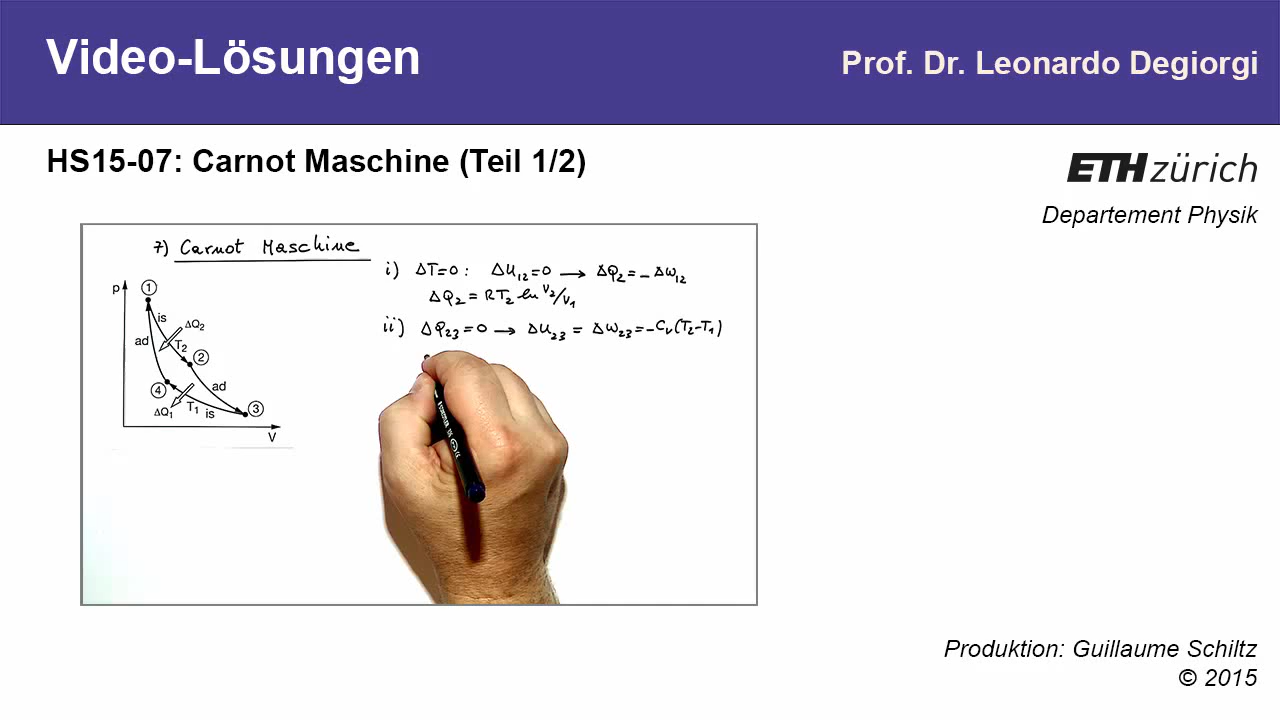 Video-Lösungen
Prof. Dr. Leonardo Degiorgi
HS15-07: Carnot Maschine (Teil 1/2)
ETH zürich
Departement Physik
7) Carnot Maschine
i) ΔT=0: ΔU₁₂=0 → ΔQ₂=-ΔW₁₂
ΔQ₂ = RT₂ ln V₂/V₁
ii) ΔQ₂₃=0 → ΔU₂₃ = ΔW₂₃=-Cᵥ(T₂-T₁)
p
①
is
ΔQ₂
ad
T₂
②
④
ad
ΔQ₁
T₁
is
③
V
STAEDTLER
Produktion: Guillaume Schiltz
© 2015